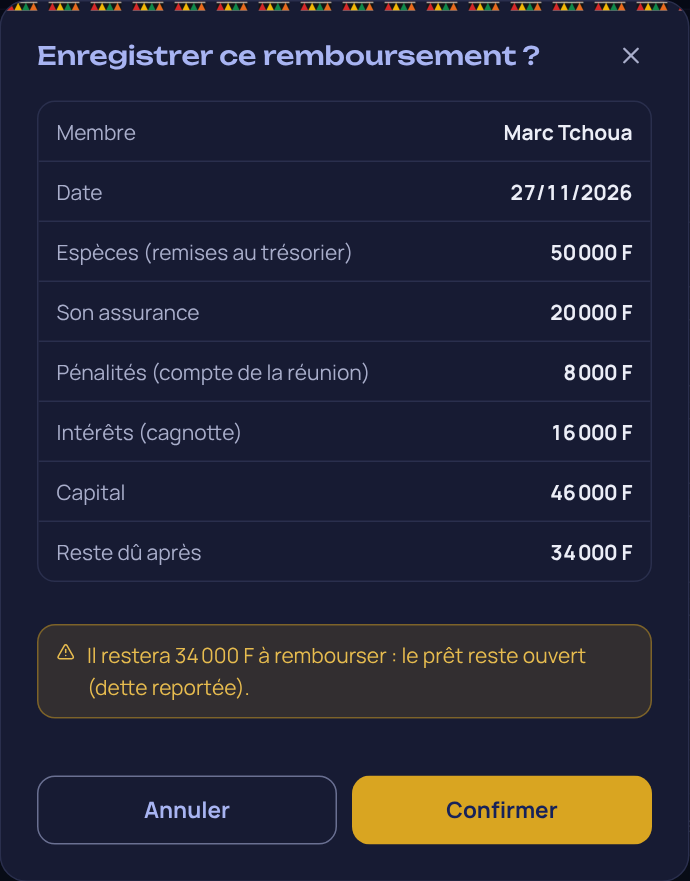 Enregistrer ce remboursement ?
Membre Marc Tchoua
Date 27/11/2026
Espèces (remises au trésorier) 50 000 F
Son assurance 20 000 F
Pénalités (compte de la réunion) 8 000 F
Intérêts (cagnotte) 16 000 F
Capital 46 000 F
Reste dû après 34 000 F
Il restera 34 000 F à rembourser : le prêt reste ouvert
(dette reportée).
Annuler Confirmer